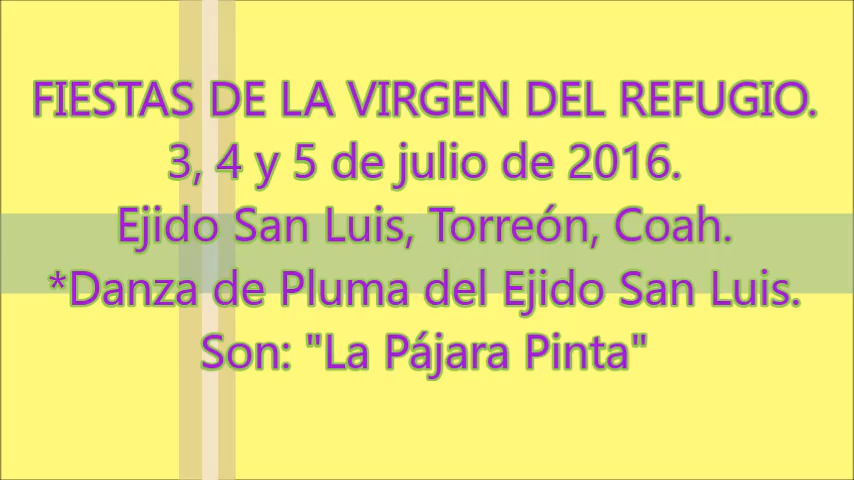 FIESTAS DE LA VIRGEN DEL REFUGIO.
3, 4 y 5 de julio de 2016.
Ejido San Luis, Torreón, Coah.
*Danza de Pluma del Ejido San Luis.
Son: "La Pájara Pinta"